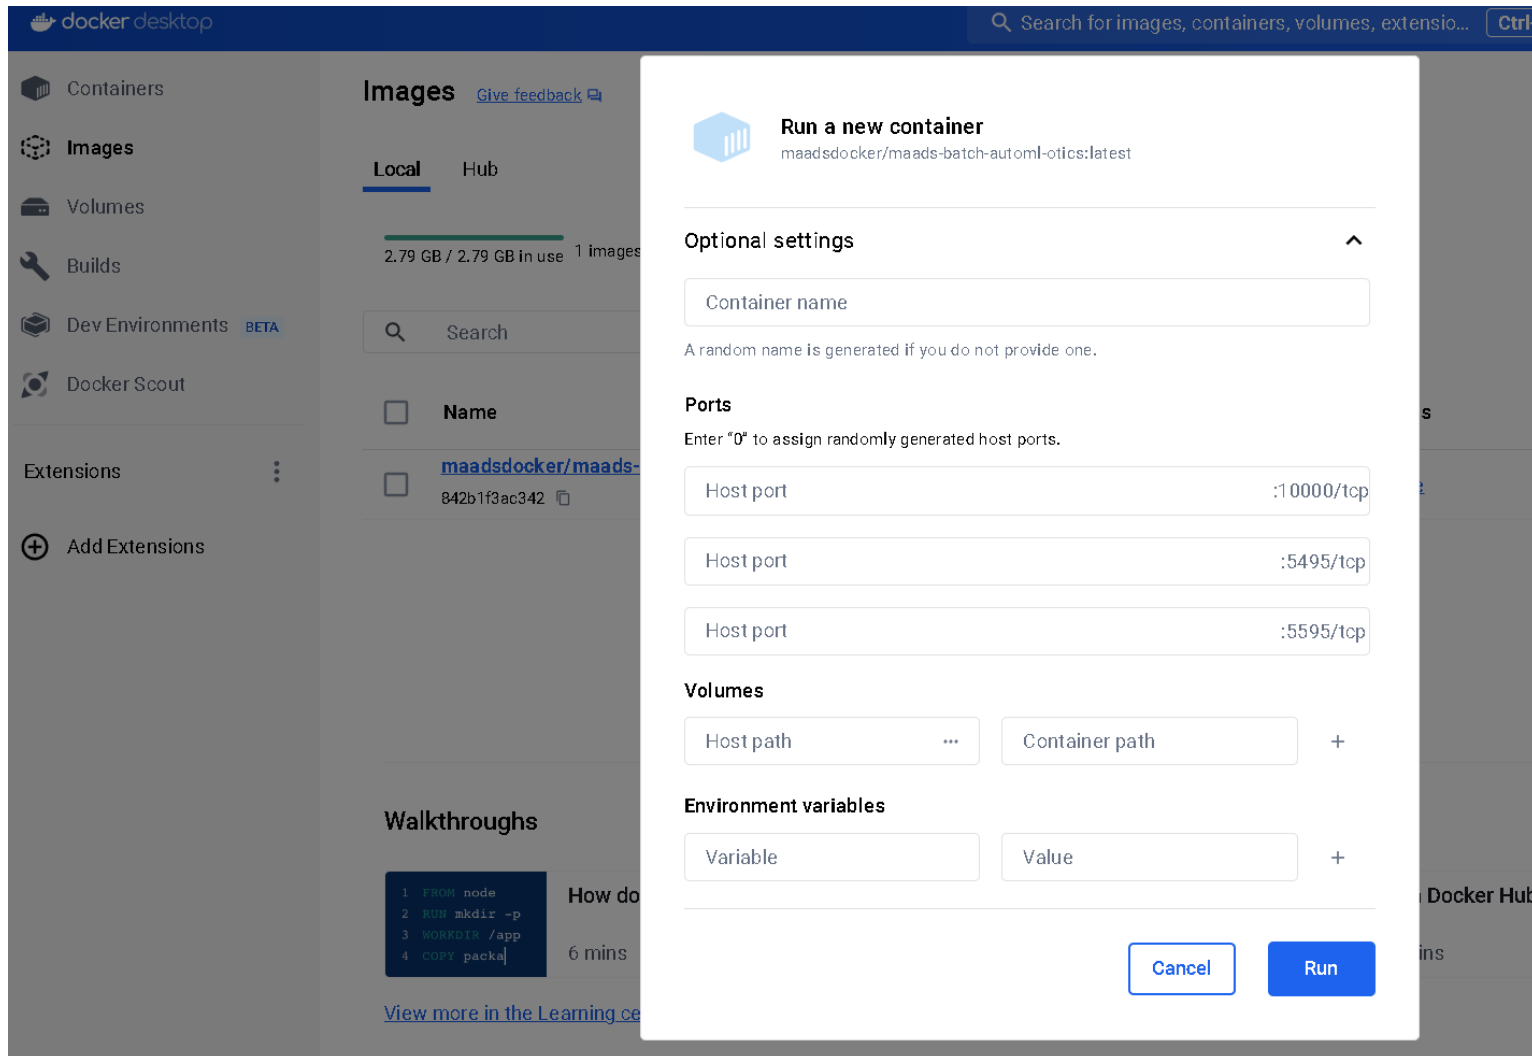 docker desktop
Search for images, containers, volumes, extensio...
Ctrl
Containers
Images
Volumes
Builds
Dev Environments BETA
Docker Scout
Extensions
Add Extensions
Images Give feedback
Local Hub
2.79 GB / 2.79 GB in use 1 images
Search
Name
maadsdocker/maads-
842b1f3ac342
Walkthroughs
1 FROM node
2 RUN mkdir -p
3 WORKDIR /app
4 COPY packa
How do
6 mins
View more in the Learning ce
Run a new container
maadsdocker/maads-batch-automl-otics:latest
Optional settings
Container name
A random name is generated if you do not provide one.
Ports
Enter "0" to assign randomly generated host ports.
Host port :10000/tcp
Host port :5495/tcp
Host port :5595/tcp
Volumes
Host path ... Container path +
Environment variables
Variable Value +
Cancel Run
s
e
Docker Hub
ins